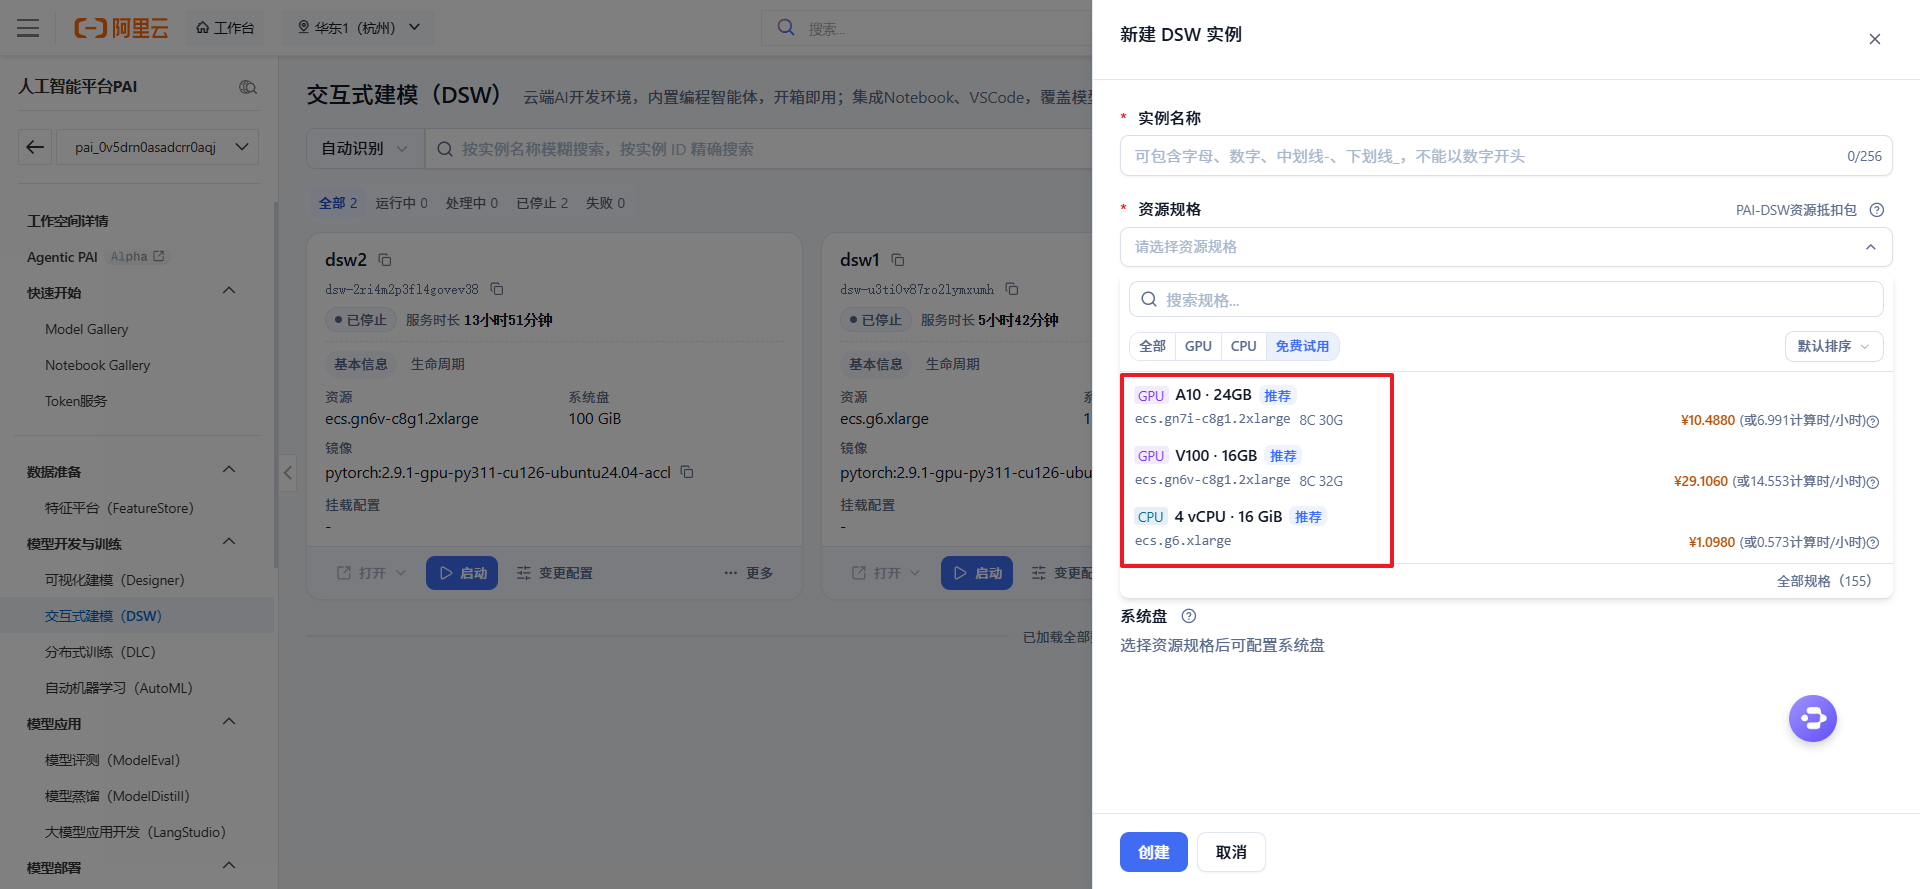 阿里云
工作台
华东1（杭州）
搜索...
人工智能平台PAI
pai_0v5drn0asadcrr0aqj
工作空间详情
Agentic PAI Alpha
快速开始
Model Gallery
Notebook Gallery
Token服务
数据准备
特征平台（FeatureStore）
模型开发与训练
可视化建模（Designer）
交互式建模（DSW）
分布式训练（DLC）
自动机器学习（AutoML）
模型应用
模型评测（ModelEval）
模型蒸馏（ModelDistill）
大模型应用开发（LangStudio）
模型部署
交互式建模（DSW） 云端AI开发环境，内置编程智能体，开箱即用；集成Notebook、VSCode，覆盖模
自动识别 按实例名称模糊搜索，按实例 ID 精确搜索
全部 2 运行中 0 处理中 0 已停止 2 失败 0
dsw2
dsw-2ri4m2p3fl4govev38
已停止 服务时长 13小时51分钟
基本信息 生命周期
资源 系统盘
ecs.gn6v-c8g1.2xlarge 100 GiB
镜像
pytorch:2.9.1-gpu-py311-cu126-ubuntu24.04-accl
挂载配置
-
打开 启动 变更配置 更多
dsw1
dsw-u3ti0v87ro2lymxumh
已停止 服务时长 5小时42分钟
基本信息 生命周期
资源
ecs.g6.xlarge 1
镜像
pytorch:2.9.1-gpu-py311-cu126-ubu
挂载配置
-
打开 启动 变更配
已加载全部
新建 DSW 实例
* 实例名称
可包含字母、数字、中划线-、下划线_，不能以数字开头 0/256
* 资源规格 PAI-DSW资源抵扣包
请选择资源规格
搜索规格...
全部 GPU CPU 免费试用 默认排序
GPU A10 · 24GB 推荐
ecs.gn7i-c8g1.2xlarge 8C 30G ¥10.4880 (或6.991计算时/小时)
GPU V100 · 16GB 推荐
ecs.gn6v-c8g1.2xlarge 8C 32G ¥29.1060 (或14.553计算时/小时)
CPU 4 vCPU · 16 GiB 推荐
ecs.g6.xlarge ¥1.0980 (或0.573计算时/小时)
全部规格（155）
系统盘
选择资源规格后可配置系统盘
创建 取消